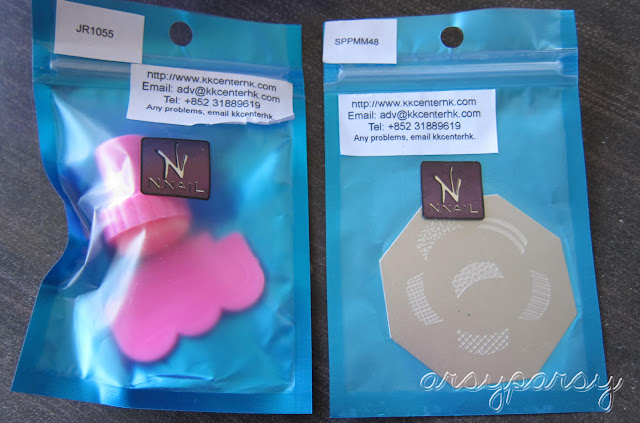 JR1055
http://www.kkcenterhk.com
Email: adv@kkcenterhk.com
Tel: +852 31889619
Any problems, email kkcenterhk.
N
NNAIL
SPPMM48
http://www.kkcenterhk.com
Email: adv@kkcenterhk.com
Tel: +852 31889619
Any problems, email kkcenterhk.
N
NNAIL
arsyparsy